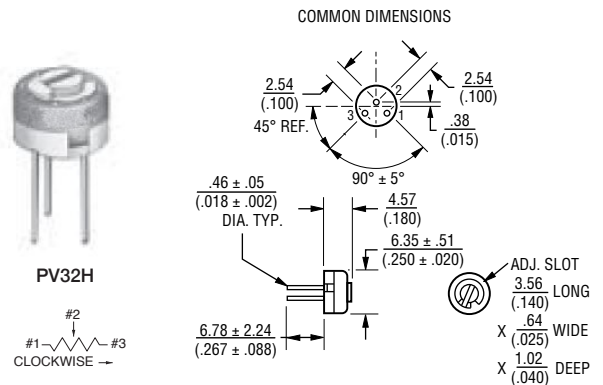 COMMON DIMENSIONS
2.54
(.100)
2.54
(.100)
2
3
1
45° REF.
.38
(.015)
90° ± 5°
.46 ± .05
(.018 ± .002)
DIA. TYP.
4.57
(.180)
6.35 ± .51
(.250 ± .020)
PV32H
ADJ. SLOT
3.56
(.140) LONG
X .64
(.025) WIDE
X 1.02
(.040) DEEP
6.78 ± 2.24
(.267 ± .088)
#2
#1 #3
CLOCKWISE →